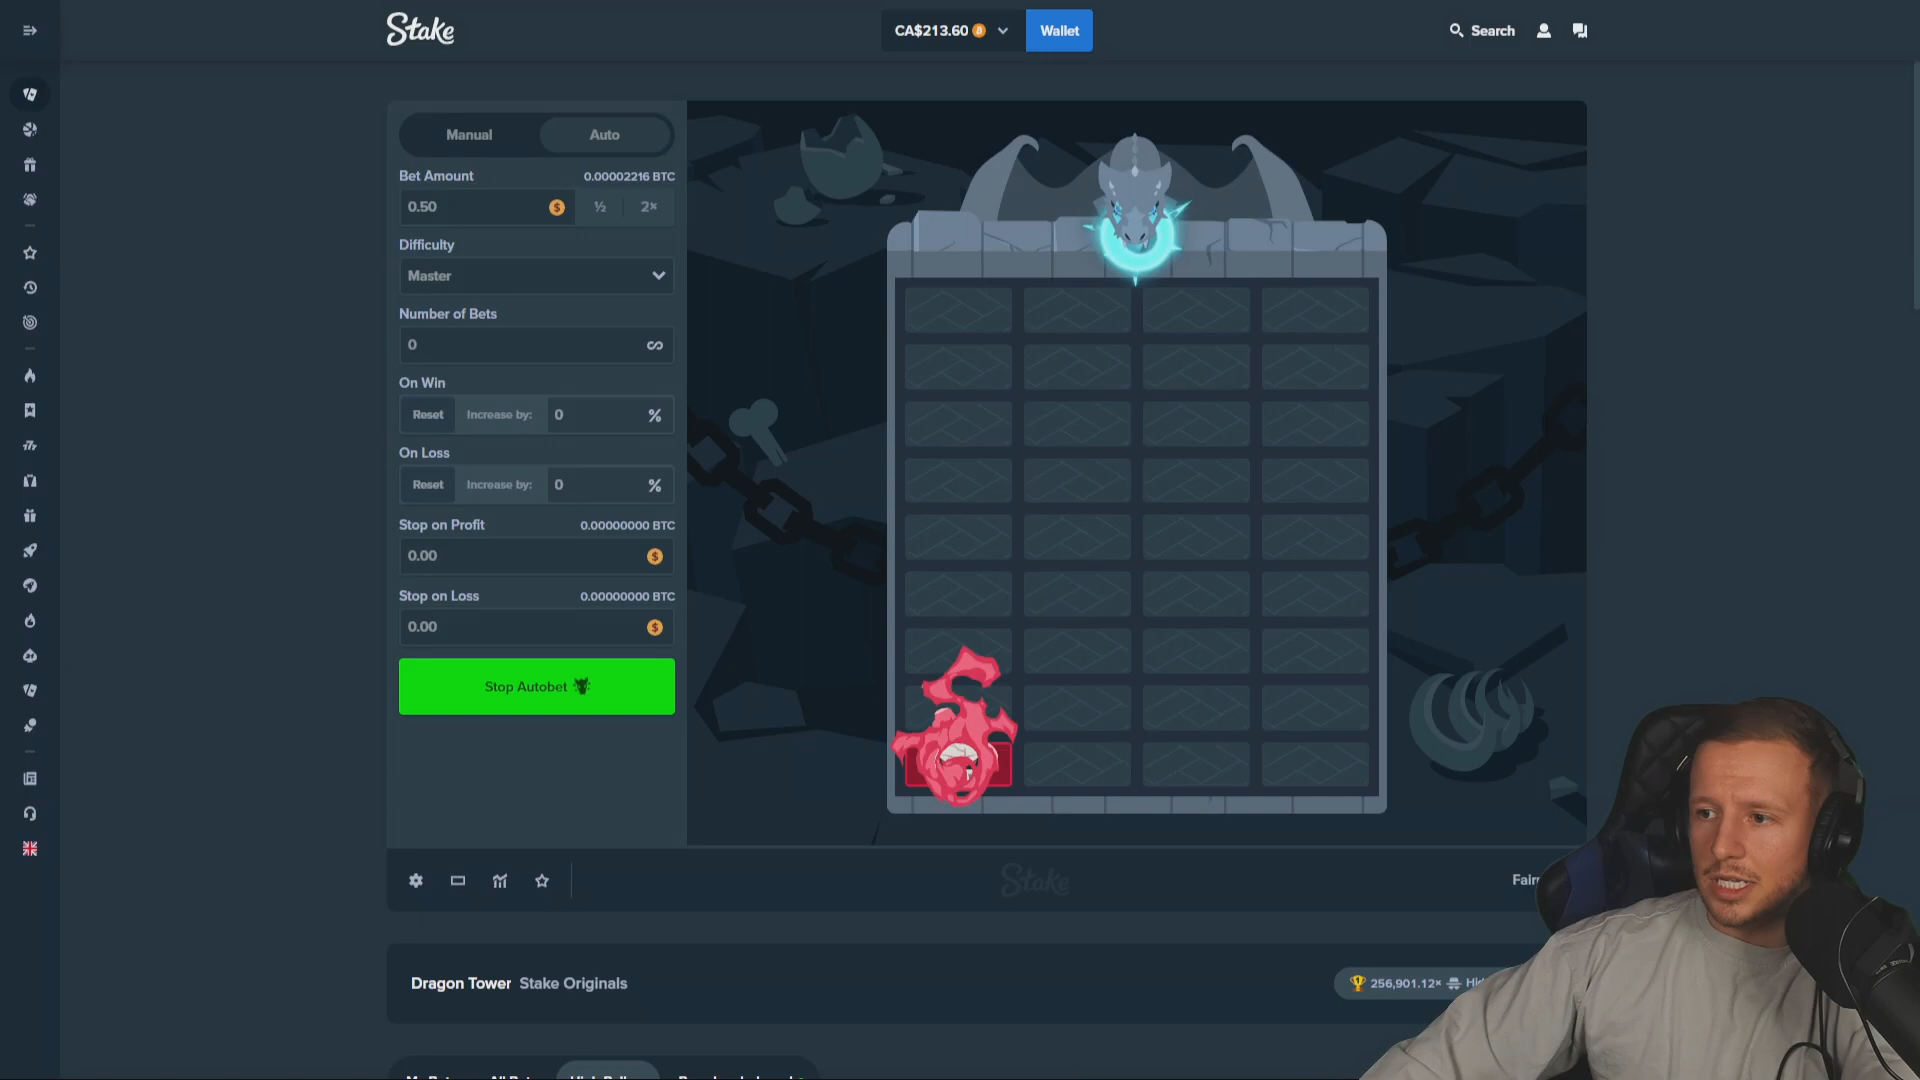 Stake
CA$213.60
Wallet
Search
Manual
Auto
Bet Amount
0.00002216 BTC
0.50
½
2×
Difficulty
Master
Number of Bets
0
On Win
Reset
Increase by:
0
%
On Loss
Reset
Increase by:
0
%
Stop on Profit
0.00000000 BTC
0.00
Stop on Loss
0.00000000 BTC
0.00
Stop Autobet
Stake
Dragon Tower
Stake Originals
256,901.12×